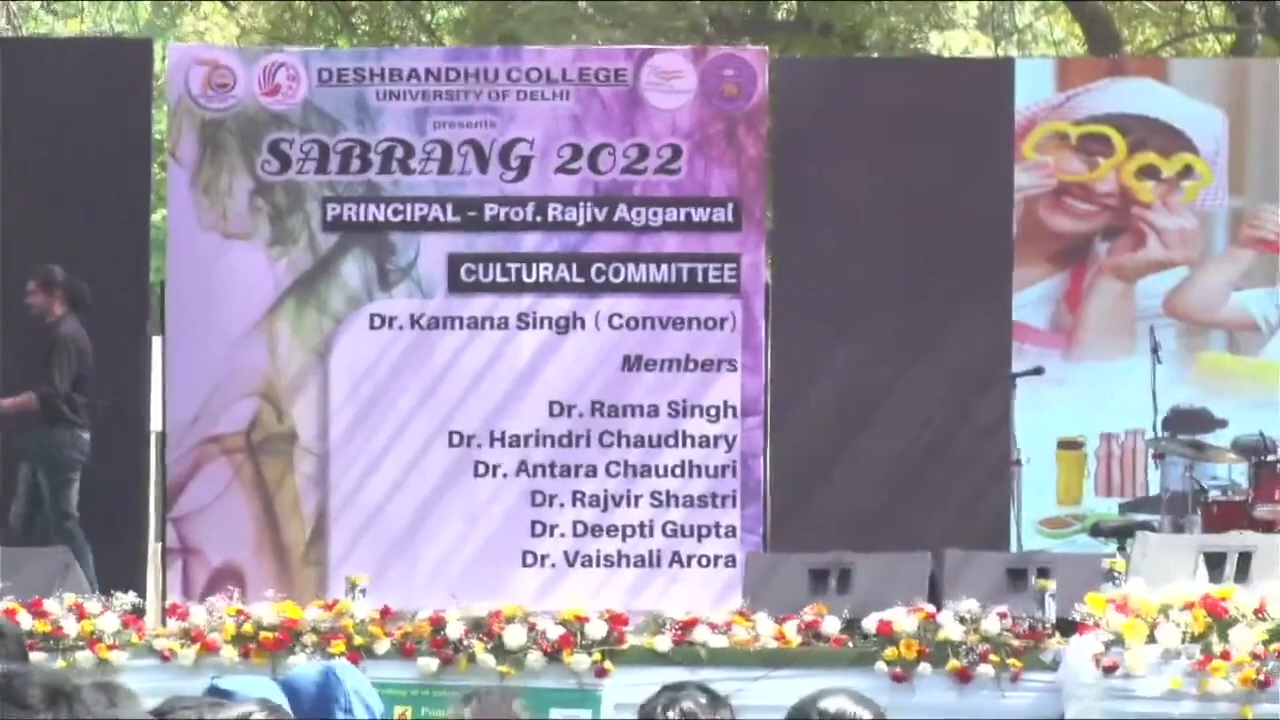 DESHBANDHU COLLEGE
UNIVERSITY OF DELHI
presents
SABRANG 2022
PRINCIPAL - Prof. Rajiv Aggarwal
CULTURAL COMMITTEE
Dr. Kamana Singh ( Convenor)
Members
Dr. Rama Singh
Dr. Harindri Chaudhary
Dr. Antara Chaudhuri
Dr. Rajvir Shastri
Dr. Deepti Gupta
Dr. Vaishali Arora